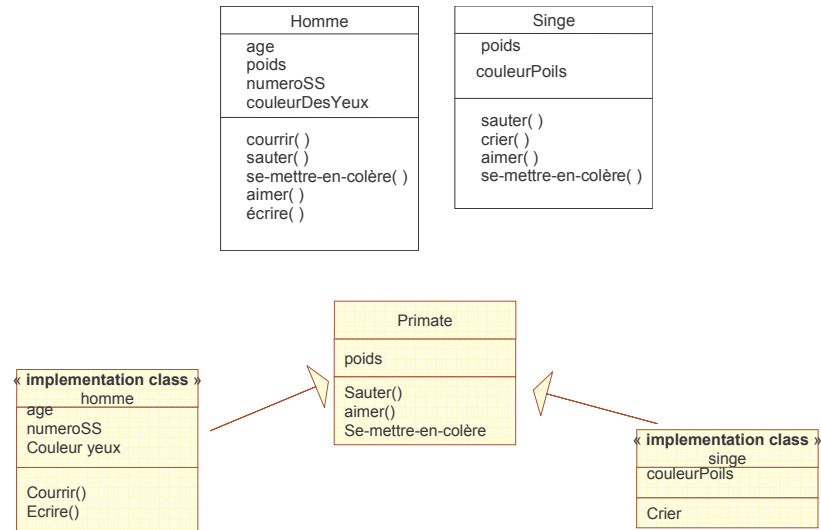 Homme
age
poids
numeroSS
couleurDesYeux
courrir( )
sauter( )
se-mettre-en-colère( )
aimer( )
écrire( )
Singe
poids
couleurPoils
sauter( )
crier( )
aimer( )
se-mettre-en-colère( )
Primate
poids
Sauter()
aimer()
Se-mettre-en-colère
« implementation class »
homme
age
numeroSS
Couleur yeux
Courrir()
Ecrire()
« implementation class »
singe
couleurPoils
Crier